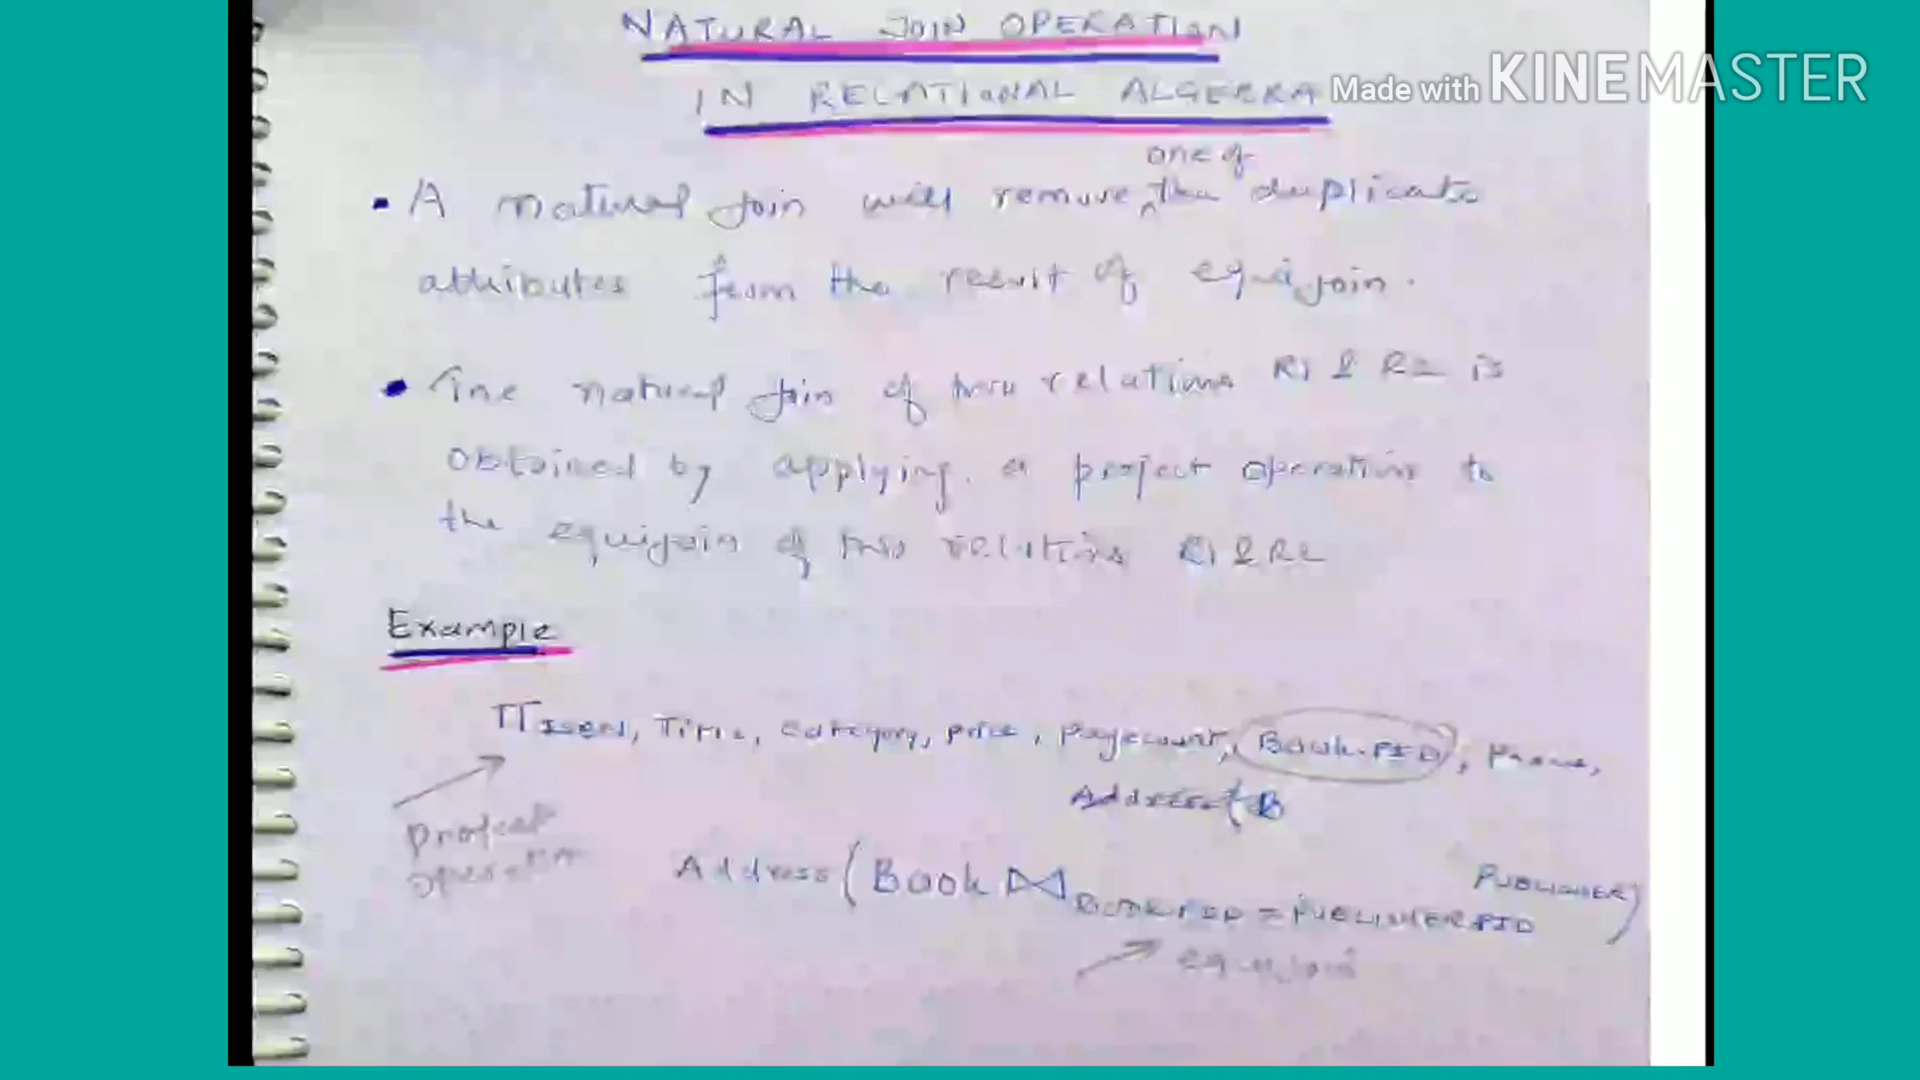 NATURAL JOIN OPERATION
IN RELATIONAL ALGEBRA
Made with KINEMASTER
one of
• A natural join will remove ^ the duplicate
attributes from the result of equijoin.
• The natural join of two relations R1 & R2 is
obtained by applying a project operation to
the equijoin of two relations R1 & R2
Example
π ISBN, Title, Category, Price, Pagecount, Book.PID, Pname,
Address (B
project
operation
Address (Book ⋈ BOOK.PID = PUBLISHER.PID PUBLISHER)
equijoin